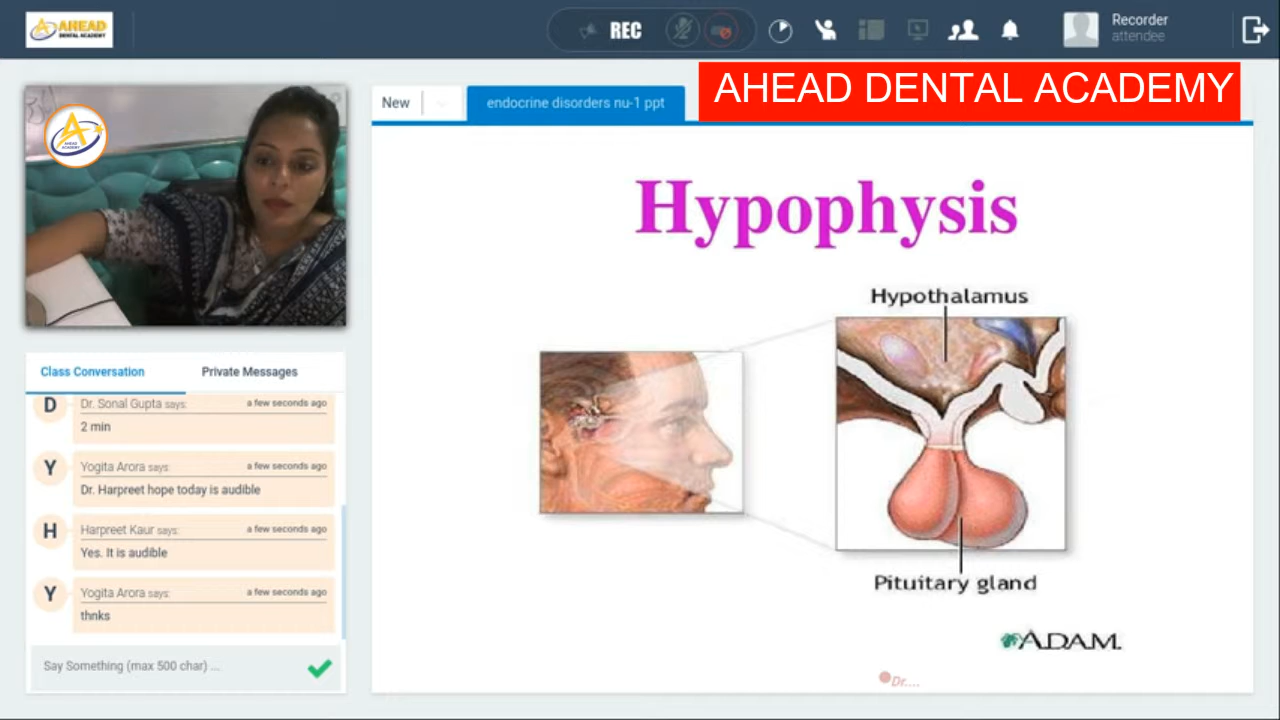 AHEAD
DENTAL ACADEMY
REC
Recorder
attendee
AHEAD DENTAL ACADEMY
New
endocrine disorders nu-1 ppt
AHEAD
ACADEMY
Hypophysis
Hypothalamus
Pituitary gland
ADAM.
Dr....
Class Conversation
Private Messages
D
Dr. Sonal Gupta says:
a few seconds ago
2 min
Y
Yogita Arora says:
a few seconds ago
Dr. Harpreet hope today is audible
H
Harpreet Kaur says:
a few seconds ago
Yes. It is audible
Y
Yogita Arora says:
a few seconds ago
thnks
Say Something (max 500 char) ...